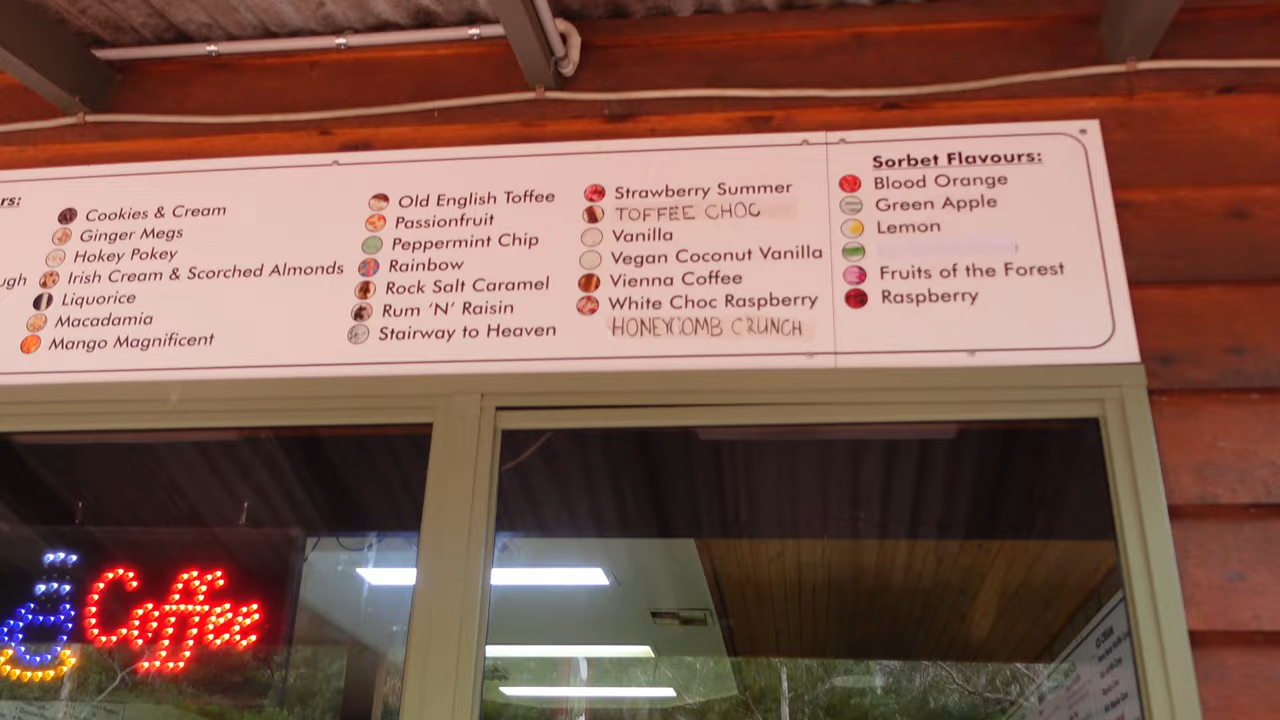 rs:
Cookies & Cream
Ginger Megs
Hokey Pokey
ugh
Irish Cream & Scorched Almonds
Liquorice
Macadamia
Mango Magnificent
Old English Toffee
Passionfruit
Peppermint Chip
Rainbow
Rock Salt Caramel
Rum ‘N’ Raisin
Stairway to Heaven
Strawberry Summer
TOFFEE CHOC
Vanilla
Vegan Coconut Vanilla
Vienna Coffee
White Choc Raspberry
HONEYCOMB CRUNCH
Sorbet Flavours:
Blood Orange
Green Apple
Lemon
Fruits of the Forest
Raspberry
Coffee